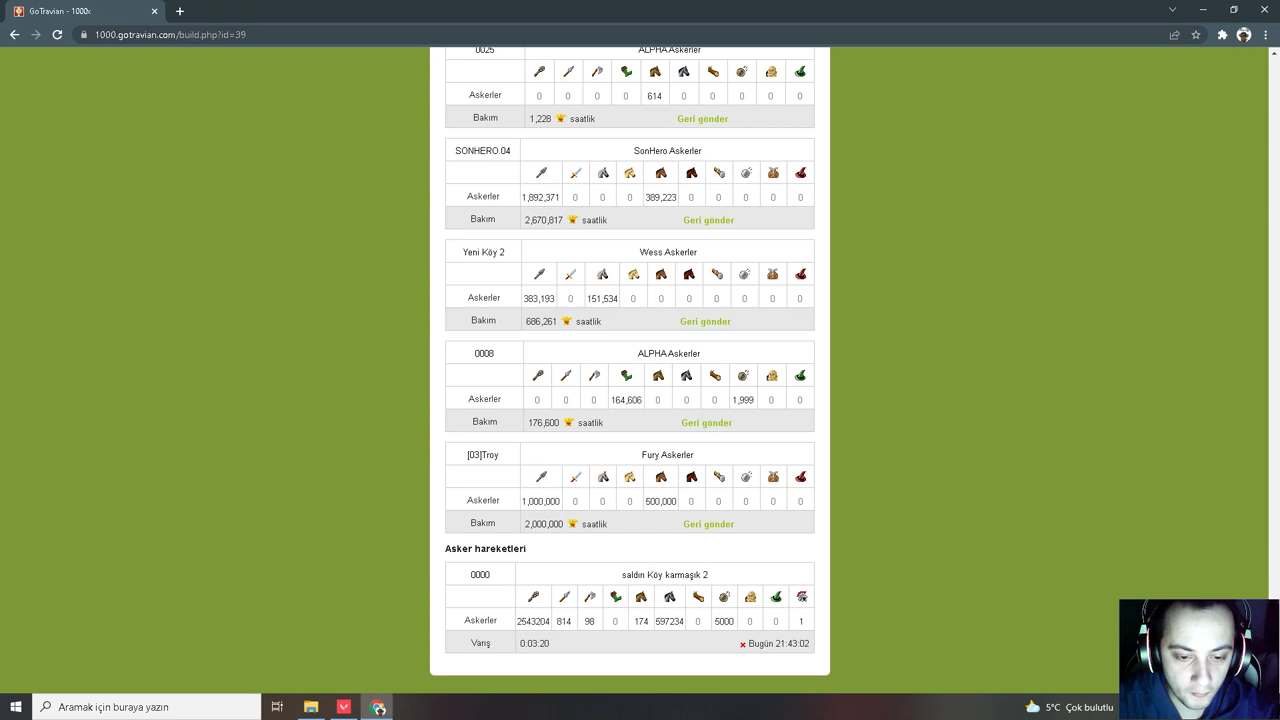 GoTravian - 1000x
1000.gotravian.com/build.php?id=39
0025 ALPHA Askerler
Askerler 0 0 0 0 614 0 0 0 0 0
Bakım 1,228 saatlik Geri gönder
SONHERO.04 SonHero Askerler
Askerler 1,892,371 0 0 0 389,223 0 0 0 0 0
Bakım 2,670,817 saatlik Geri gönder
Yeni Köy 2 Wess Askerler
Askerler 383,193 0 151,534 0 0 0 0 0 0 0
Bakım 686,261 saatlik Geri gönder
0008 ALPHA Askerler
Askerler 0 0 0 164,606 0 0 0 1,999 0 0
Bakım 176,600 saatlik Geri gönder
[03]Troy Fury Askerler
Askerler 1,000,000 0 0 0 500,000 0 0 0 0 0
Bakım 2,000,000 saatlik Geri gönder
Asker hareketleri
0000 saldırı Köy karmaşık 2
Askerler 2543204 814 98 0 174 597234 0 5000 0 0 1
Varış 0:03:20 Bugün 21:43:02
Aramak için buraya yazın
5°C Çok bulutlu